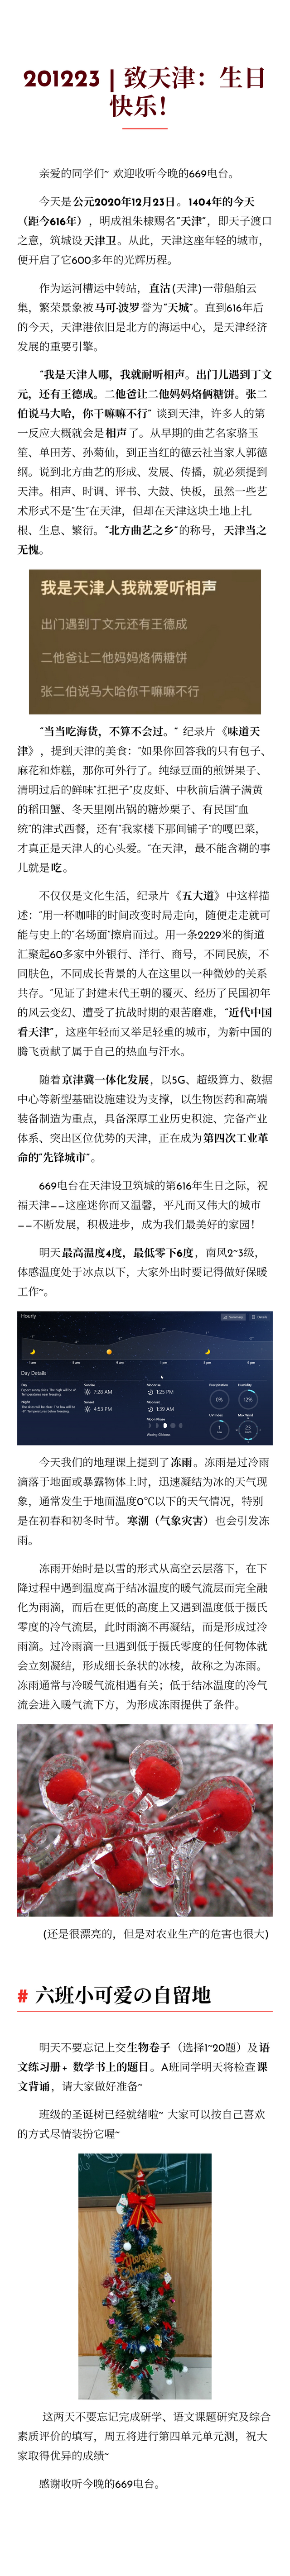 201223 | 致天津：生日
快乐！
亲爱的同学们~ 欢迎收听今晚的669电台。
今天是公元2020年12月23日。1404年的今天
（距今616年），明成祖朱棣赐名“天津”，即天子渡口
之意，筑城设天津卫。从此，天津这座年轻的城市，
便开启了它600多年的光辉历程。
作为运河槽运中转站，直沽(天津)一带船舶云
集，繁荣景象被马可·波罗誉为“天城”。直到616年后
的今天，天津港依旧是北方的海运中心，是天津经济
发展的重要引擎。
“我是天津人哪，我就耐听相声。出门儿遇到丁文
元，还有王德成。二他爸让二他妈妈烙俩糖饼。张二
伯说马大哈，你干嘛嘛不行” 谈到天津，许多人的第
一反应大概就会是相声了。从早期的曲艺名家骆玉
笙、单田芳、孙菊仙，到正当红的德云社当家人郭德
纲。说到北方曲艺的形成、发展、传播，就必须提到
天津。相声、时调、评书、大鼓、快板，虽然一些艺
术形式不是“生”在天津，但却在天津这块土地上扎
根、生息、繁衍。“北方曲艺之乡”的称号，天津当之
无愧。
我是天津人我就爱听相声
出门遇到丁文元还有王德成
二他爸让二他妈妈烙俩糖饼
张二伯说马大哈你干嘛嘛不行
“当当吃海货，不算不会过。” 纪录片《味道天
津》，提到天津的美食：“如果你回答我的只有包子、
麻花和炸糕，那你可外行了。纯绿豆面的煎饼果子、
清明过后的鲜味“扛把子”皮皮虾、中秋前后满子满黄
的稻田蟹、冬天里刚出锅的糖炒栗子、有民国“血
统”的津式西餐，还有“我家楼下那间铺子”的嘎巴菜，
才真正是天津人的心头爱。“在天津，最不能含糊的事
儿就是吃。
不仅仅是文化生活，纪录片《五大道》中这样描
述：“用一杯咖啡的时间改变时局走向，随便走走就可
能与史上的”名场面“擦肩而过。用一条2229米的街道
汇聚起60多家中外银行、洋行、商号，不同民族，不
同肤色，不同成长背景的人在这里以一种微妙的关系
共存。”见证了封建末代王朝的覆灭、经历了民国初年
的风云变幻、遭受了抗战时期的艰苦磨难，“近代中国
看天津”，这座年轻而又举足轻重的城市，为新中国的
腾飞贡献了属于自己的热血与汗水。
随着京津冀一体化发展，以5G、超级算力、数据
中心等新型基础设施建设为支撑，以生物医药和高端
装备制造为重点，具备深厚工业历史积淀、完备产业
体系、突出区位优势的天津，正在成为第四次工业革
命的“先锋城市”。
669电台在天津设卫筑城的第616年生日之际，祝
福天津——这座迷你而又温馨，平凡而又伟大的城市
——不断发展，积极进步，成为我们最美好的家园！
明天最高温度4度，最低零下6度，南风2~3级，
体感温度处于冰点以下，大家外出时要记得做好保暖
工作~。
Hourly
Summary Details
1 am 5 am 9 am 1 pm 5 pm 9 pm
Day Details
Day
Sunrise
7:28 AM
Moonrise
1:25 PM
Precipitation
0%
Humidity
12%
Night
Sunset
4:53 PM
Moonset
1:39 AM
Moon Phase
Waxing Gibbous
UV Index
1
Max Wind
23
今天我们的地理课上提到了冻雨。冻雨是过冷雨
滴落于地面或暴露物体上时，迅速凝结为冰的天气现
象，通常发生于地面温度0℃以下的天气情况，特别
是在初春和初冬时节。寒潮（气象灾害）也会引发冻
雨。
冻雨开始时是以雪的形式从高空云层落下，在下
降过程中遇到温度高于结冰温度的暖气流层而完全融
化为雨滴，而后在更低的高度上又遇到温度低于摄氏
零度的冷气流层，此时雨滴不再凝结，而是形成过冷
雨滴。过冷雨滴一旦遇到低于摄氏零度的任何物体就
会立刻凝结，形成细长条状的冰棱，故称之为冻雨。
冻雨通常与冷暖气流相遇有关；低于结冰温度的冷气
流会进入暖气流下方，为形成冻雨提供了条件。
(还是很漂亮的，但是对农业生产的危害也很大)
# 六班小可爱の自留地
明天不要忘记上交生物卷子（选择1~20题）及语
文练习册+ 数学书上的题目。A班同学明天将检查课
文背诵，请大家做好准备~
班级的圣诞树已经就绪啦~ 大家可以按自己喜欢
的方式尽情装扮它喔~
这两天不要忘记完成研学、语文课题研究及综合
素质评价的填写，周五将进行第四单元单元测，祝大
家取得优异的成绩~
感谢收听今晚的669电台。